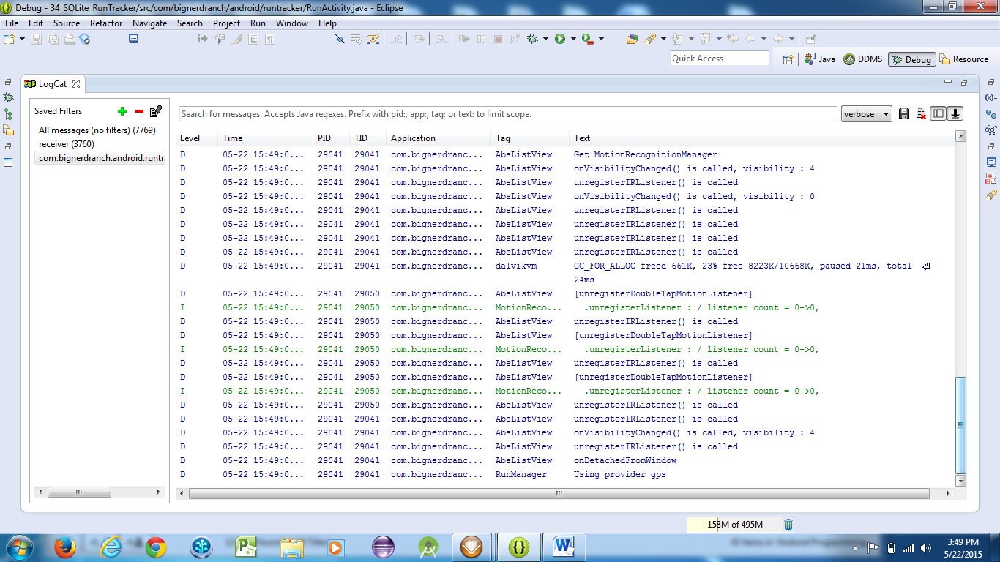 Debug - 34_SQLite_RunTracker/src/com/bignerdranch/android/runtracker/RunActivity.java - Eclipse
File Edit Source Refactor Navigate Search Project Run Window Help
Quick Access
Java DDMS Debug Resource
LogCat
Saved Filters
All messages (no filters) (7769)
receiver (3760)
com.bignerdranch.android.runtr
Search for messages. Accepts Java regexes. Prefix with pid:, app:, tag: or text: to limit scope.
verbose
Level Time PID TID Application Tag Text
D 05-22 15:49:0... 29041 29041 com.bignerdranc... AbsListView Get MotionRecognitionManager
D 05-22 15:49:0... 29041 29041 com.bignerdranc... AbsListView onVisibilityChanged() is called, visibility : 4
D 05-22 15:49:0... 29041 29041 com.bignerdranc... AbsListView unregisterIRListener() is called
D 05-22 15:49:0... 29041 29041 com.bignerdranc... AbsListView onVisibilityChanged() is called, visibility : 0
D 05-22 15:49:0... 29041 29041 com.bignerdranc... AbsListView unregisterIRListener() is called
D 05-22 15:49:0... 29041 29041 com.bignerdranc... AbsListView unregisterIRListener() is called
D 05-22 15:49:0... 29041 29041 com.bignerdranc... AbsListView unregisterIRListener() is called
D 05-22 15:49:0... 29041 29041 com.bignerdranc... AbsListView unregisterIRListener() is called
D 05-22 15:49:0... 29041 29041 com.bignerdranc... dalvikvm GC_FOR_ALLOC freed 661K, 23% free 8223K/10668K, paused 21ms, total
24ms
D 05-22 15:49:0... 29041 29050 com.bignerdranc... AbsListView [unregisterDoubleTapMotionListener]
I 05-22 15:49:0... 29041 29050 com.bignerdranc... MotionReco... .unregisterListener : / listener count = 0->0,
D 05-22 15:49:0... 29041 29050 com.bignerdranc... AbsListView unregisterIRListener() is called
D 05-22 15:49:0... 29041 29050 com.bignerdranc... AbsListView [unregisterDoubleTapMotionListener]
I 05-22 15:49:0... 29041 29050 com.bignerdranc... MotionReco... .unregisterListener : / listener count = 0->0,
D 05-22 15:49:0... 29041 29050 com.bignerdranc... AbsListView unregisterIRListener() is called
D 05-22 15:49:0... 29041 29050 com.bignerdranc... AbsListView [unregisterDoubleTapMotionListener]
I 05-22 15:49:0... 29041 29050 com.bignerdranc... MotionReco... .unregisterListener : / listener count = 0->0,
D 05-22 15:49:0... 29041 29050 com.bignerdranc... AbsListView unregisterIRListener() is called
D 05-22 15:49:0... 29041 29041 com.bignerdranc... AbsListView unregisterIRListener() is called
D 05-22 15:49:0... 29041 29041 com.bignerdranc... AbsListView onVisibilityChanged() is called, visibility : 4
D 05-22 15:49:0... 29041 29041 com.bignerdranc... AbsListView unregisterIRListener() is called
D 05-22 15:49:0... 29041 29041 com.bignerdranc... AbsListView onDetachedFromWindow
D 05-22 15:49:0... 29041 29041 com.bignerdranc... RunManager Using provider gps
158M of 495M
3:49 PM
5/22/2015